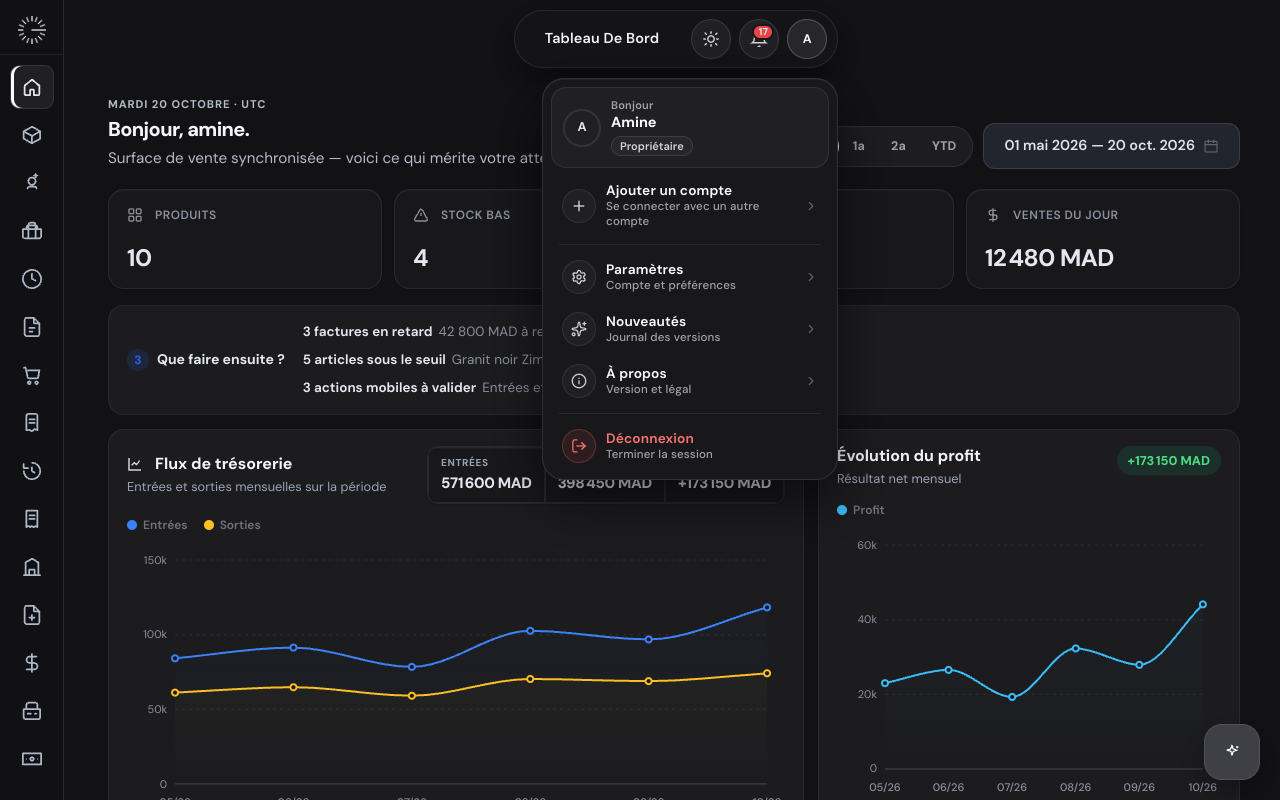 Tableau De Bord
17
A
MARDI 20 OCTOBRE · UTC
Bonjour, amine.
Surface de vente synchronisée — voici ce qui mérite votre
1a
2a
YTD
01 mai 2026 — 20 oct. 2026
A
Bonjour
Amine
Propriétaire
Ajouter un compte
Se connecter avec un autre
compte
Paramètres
Compte et préférences
Nouveautés
Journal des versions
À propos
Version et légal
Déconnexion
Terminer la session
PRODUITS
10
STOCK BAS
4
VENTES DU JOUR
12 480 MAD
3
Que faire ensuite ?
3 factures en retard 42 800 MAD à
5 articles sous le seuil Granit noir
3 actions mobiles à valider Entrées
Flux de trésorerie
Entrées et sorties mensuelles sur la période
ENTRÉES
571 600 MAD
398 450 MAD
+173 150 MAD
Entrées
Sorties
150k
100k
50k
0
Évolution du profit
Résultat net mensuel
+173 150 MAD
Profit
60k
40k
20k
0
05/26
06/26
07/26
08/26
09/26
10/26